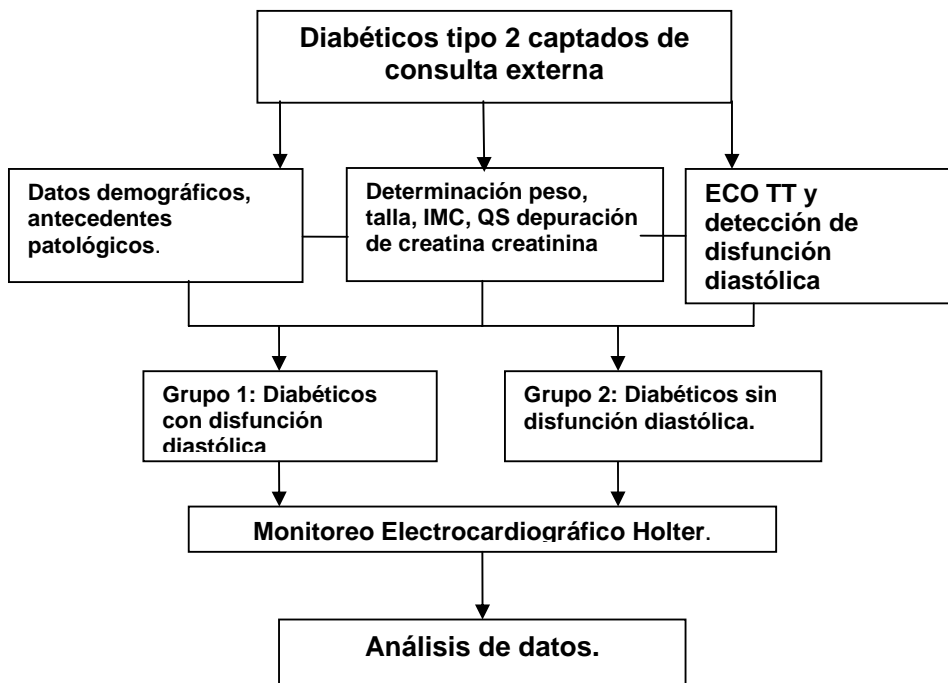 Diabéticos tipo 2 captados de
consulta externa
Datos demográficos,
antecedentes
patológicos.
Determinación peso,
talla, IMC, QS depuración
de creatina creatinina
ECO TT y
detección de
disfunción
diastólica
Grupo 1: Diabéticos
con disfunción
diastólica
Grupo 2: Diabéticos sin
disfunción diastólica.
Monitoreo Electrocardiográfico Holter.
Análisis de datos.